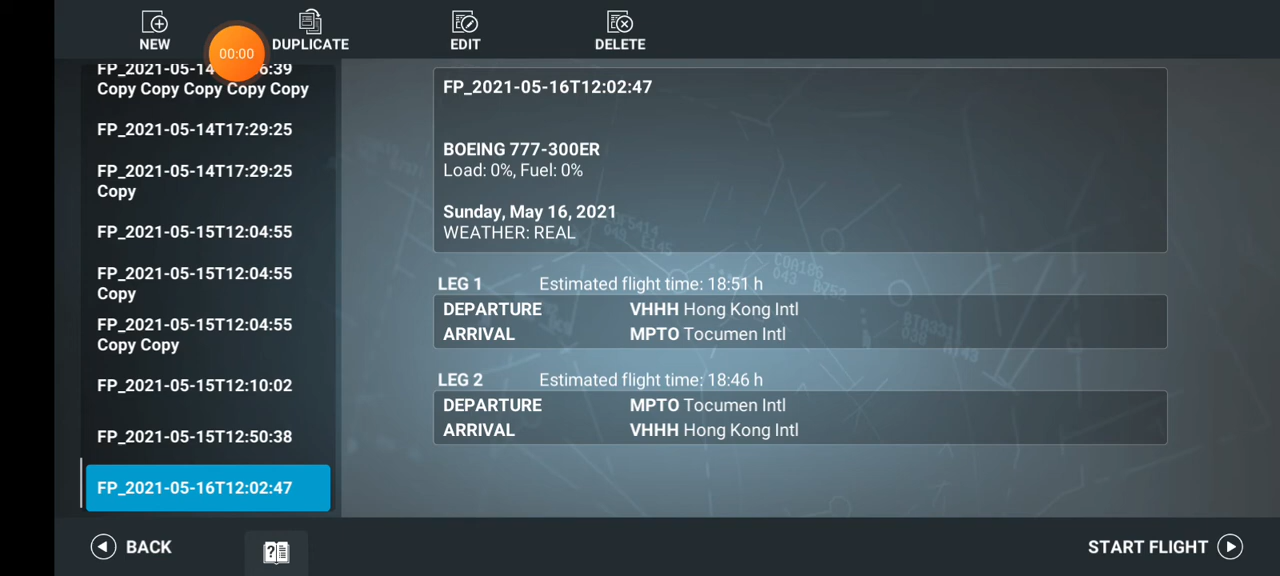 NEW
DUPLICATE
EDIT
DELETE
00:00
Copy Copy Copy Copy Copy
FP_2021-05-14T17:29:25
FP_2021-05-14T17:29:25
Copy
FP_2021-05-15T12:04:55
FP_2021-05-15T12:04:55
Copy
FP_2021-05-15T12:04:55
Copy Copy
FP_2021-05-15T12:10:02
FP_2021-05-15T12:50:38
FP_2021-05-16T12:02:47
FP_2021-05-16T12:02:47
BOEING 777-300ER
Load: 0%, Fuel: 0%
Sunday, May 16, 2021
WEATHER: REAL
LEG 1 Estimated flight time: 18:51 h
DEPARTURE VHHH Hong Kong Intl
ARRIVAL MPTO Tocumen Intl
LEG 2 Estimated flight time: 18:46 h
DEPARTURE MPTO Tocumen Intl
ARRIVAL VHHH Hong Kong Intl
BACK
START FLIGHT